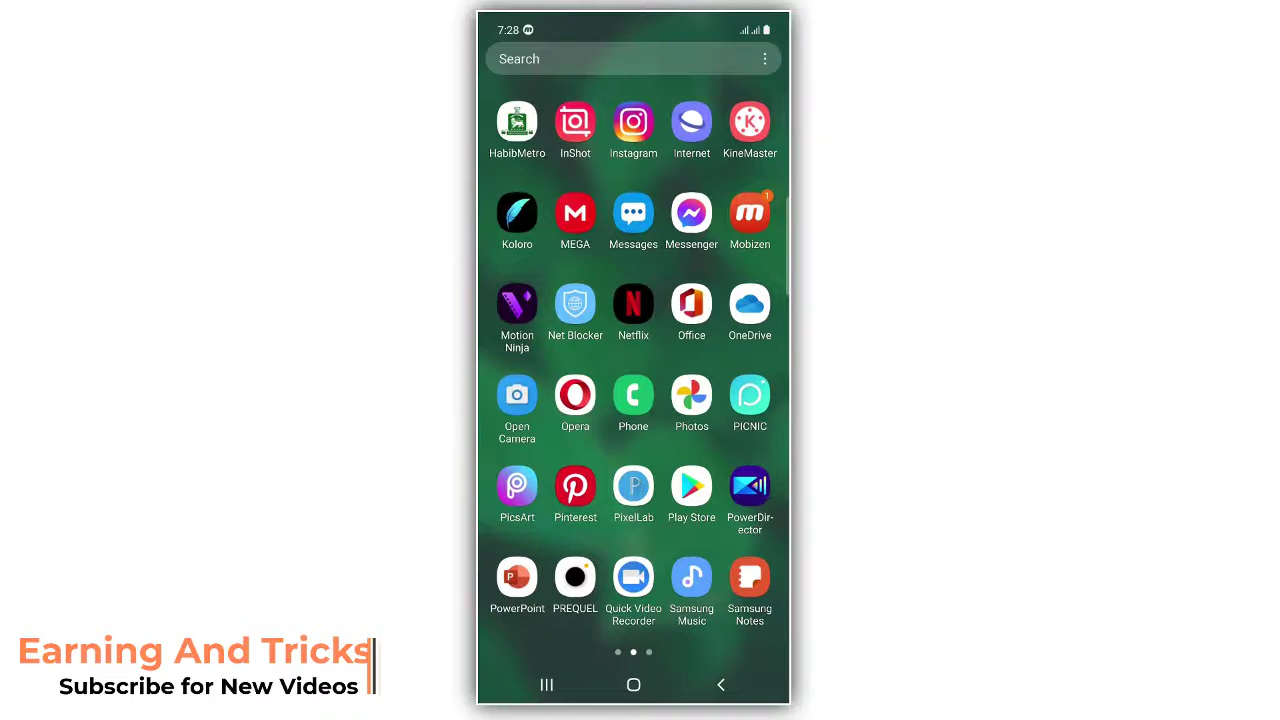 7:28
Search
HabibMetro
InShot
Instagram
Internet
KineMaster
Koloro
MEGA
Messages
Messenger
1
Mobizen
Motion
Ninja
Net Blocker
Netflix
Office
OneDrive
Open
Camera
Opera
Phone
Photos
PICNIC
PicsArt
Pinterest
PixelLab
Play Store
PowerDir-
ector
PowerPoint
PREQUEL
Quick Video
Recorder
Samsung
Music
Samsung
Notes
Earning And Tricks
Subscribe for New Videos